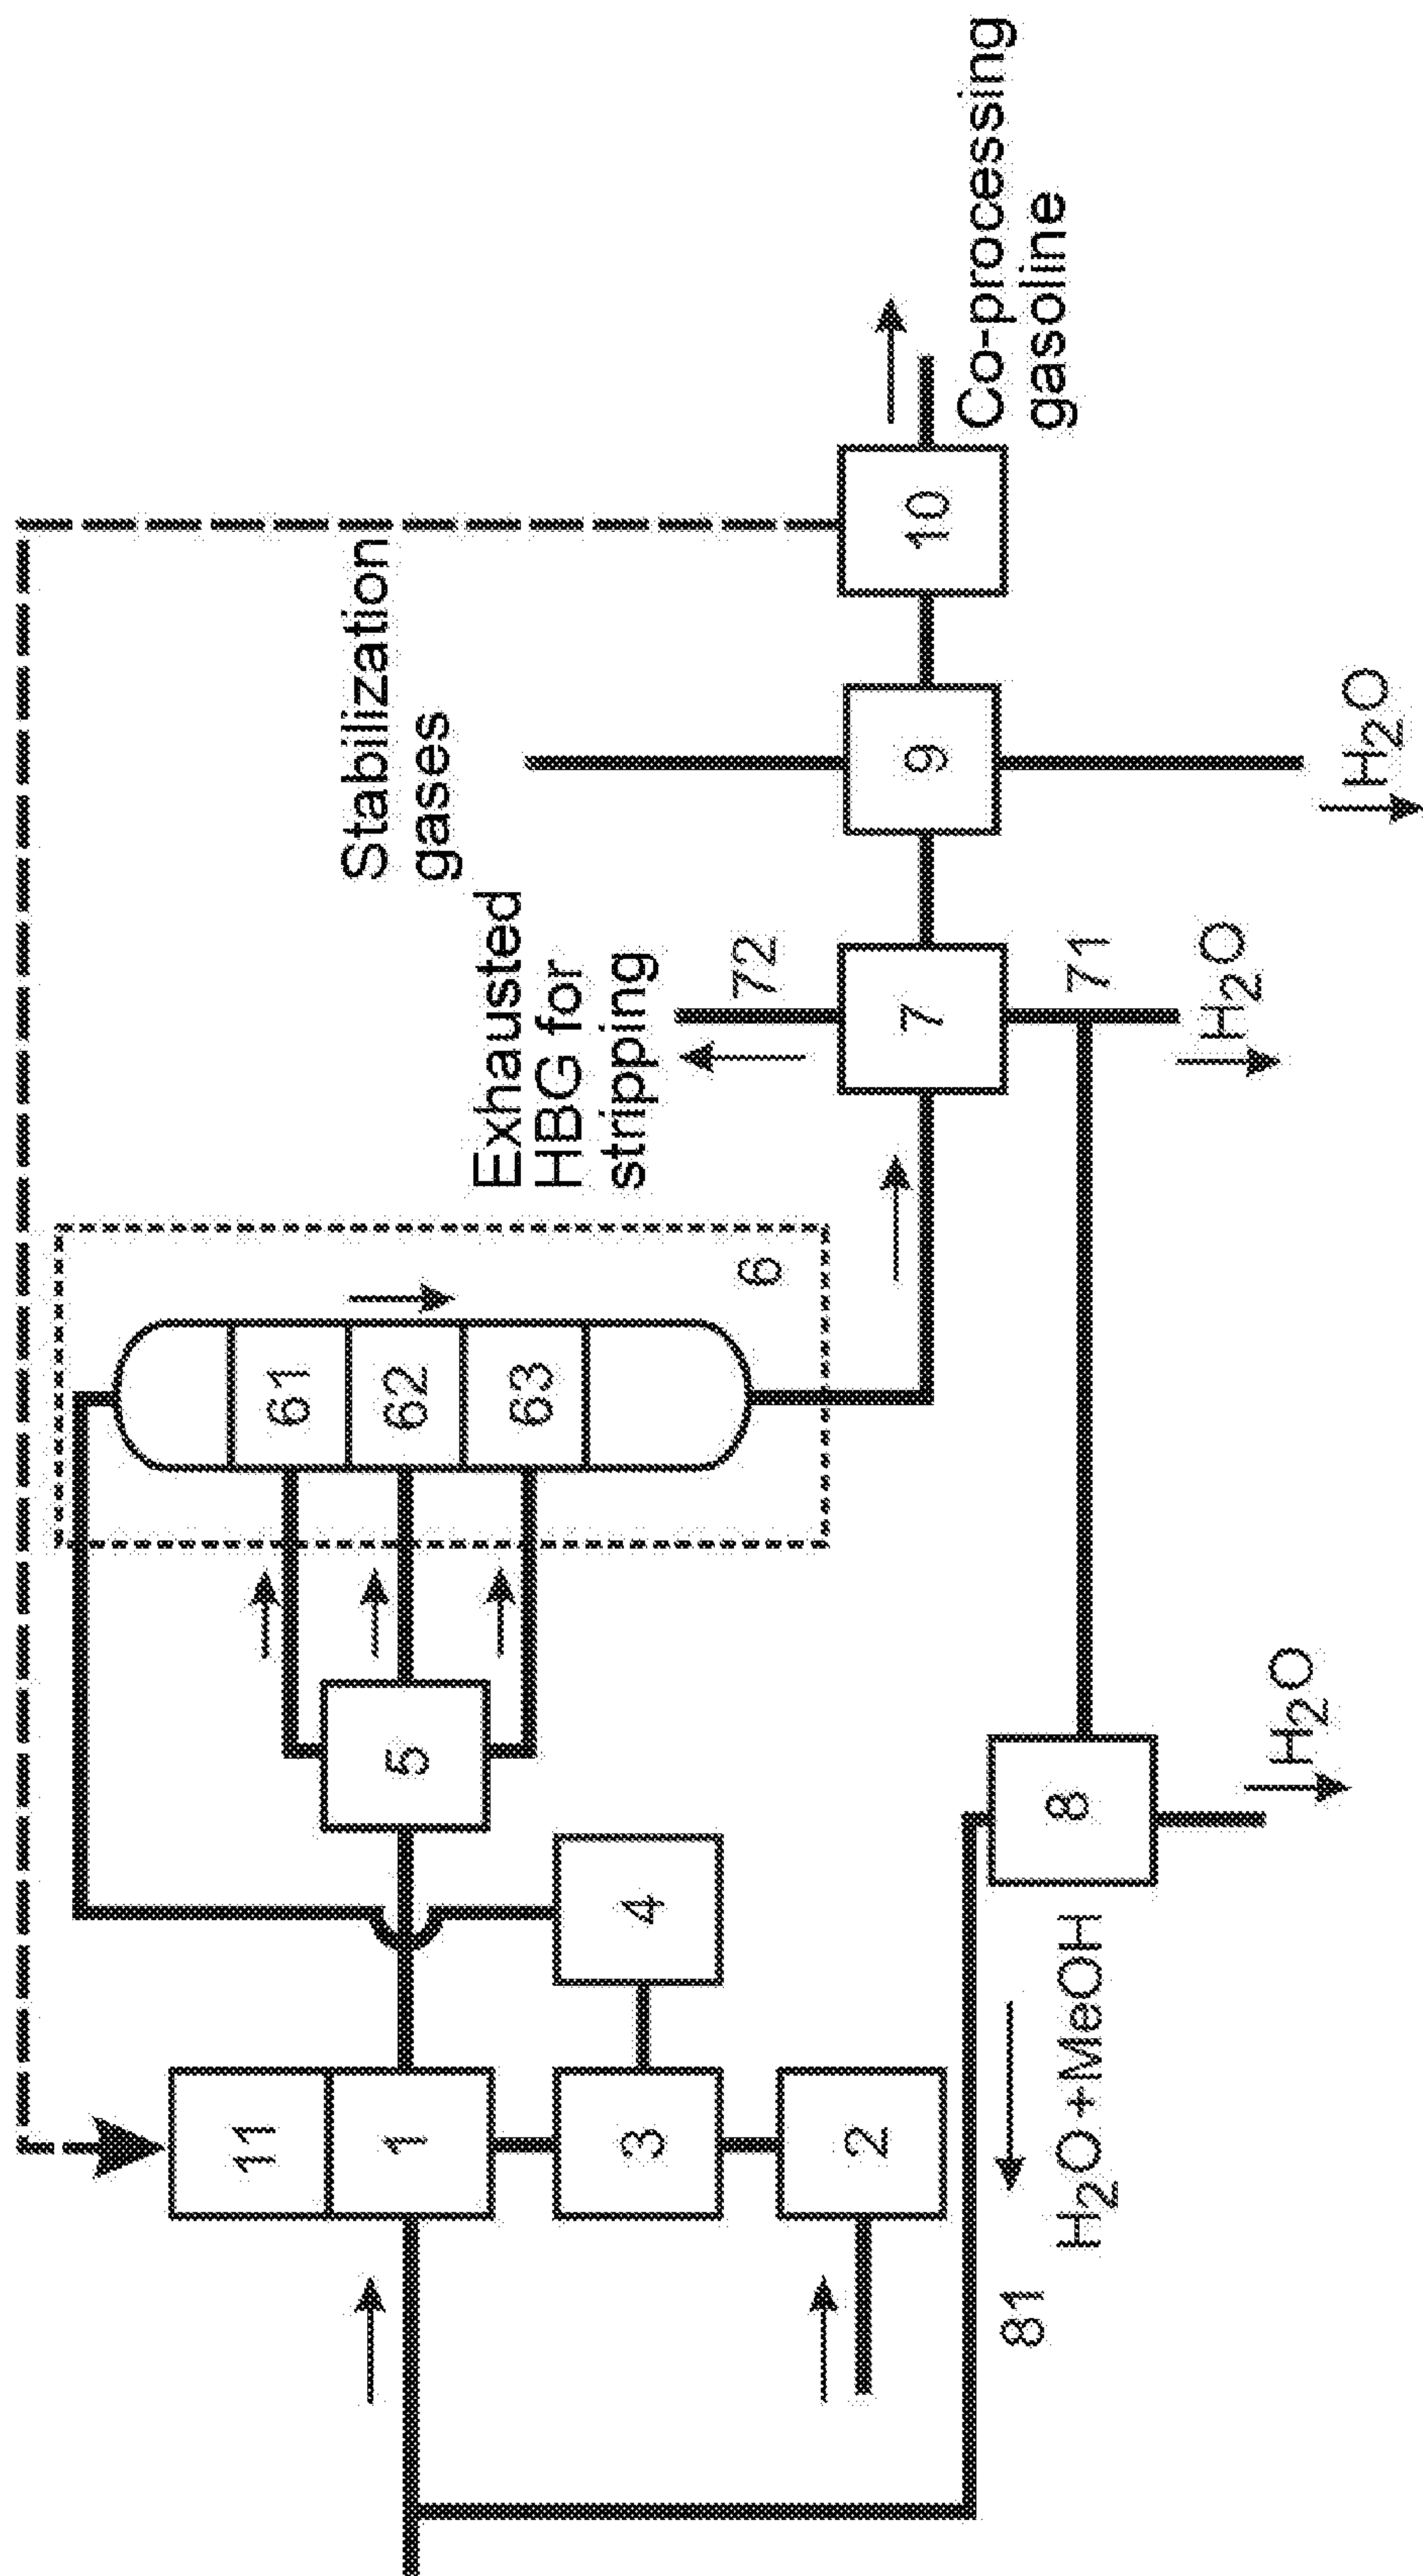 Stabilization
gases
Co-processing
gasoline
Exhausted
HBG for
stripping
61
62
63
6
72
7
71
H₂O
9
H₂O
10
11
1
5
4
3
2
8
H₂O
H₂O+MeOH
81